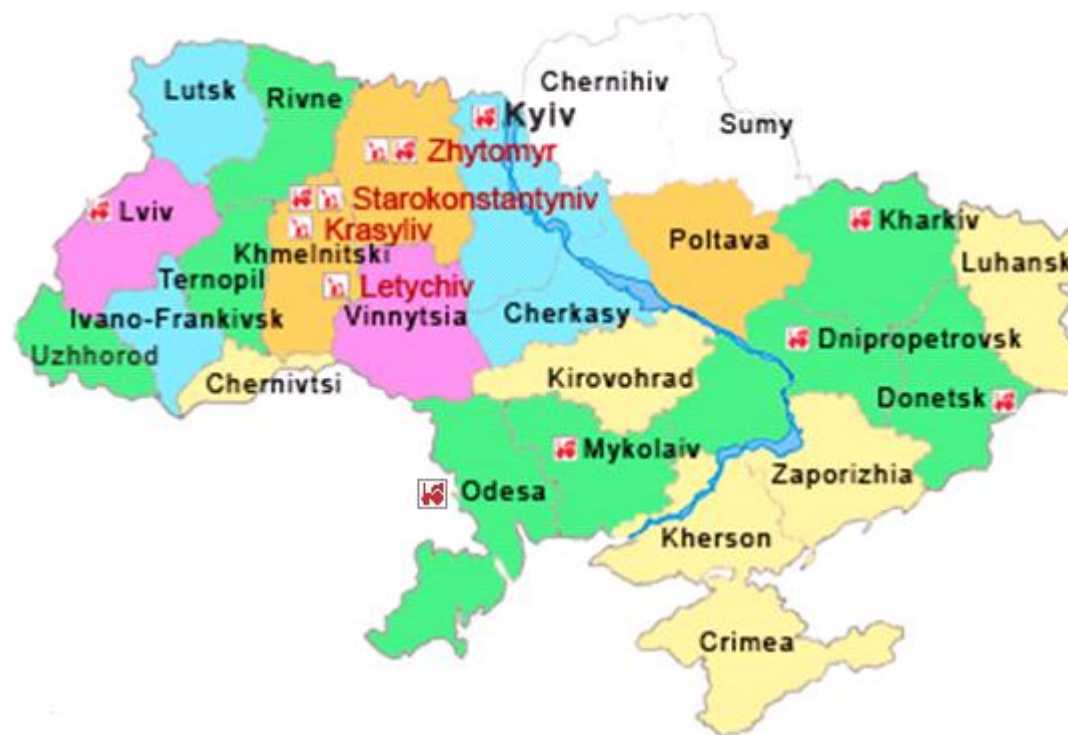 Chernihiv
Lutsk
Rivne
Kyiv
Sumy
Zhytomyr
Starokonstantyniv
Lviv
Kharkiv
Krasyliv
Poltava
Khmelnitski
Luhansk
Ternopil
Letychiv
Ivano-Frankivsk
Vinnytsia
Cherkasy
Dnipropetrovsk
Uzhhorod
Chernivtsi
Kirovohrad
Donetsk
Mykolaiv
Zaporizhia
Odesa
Kherson
Crimea